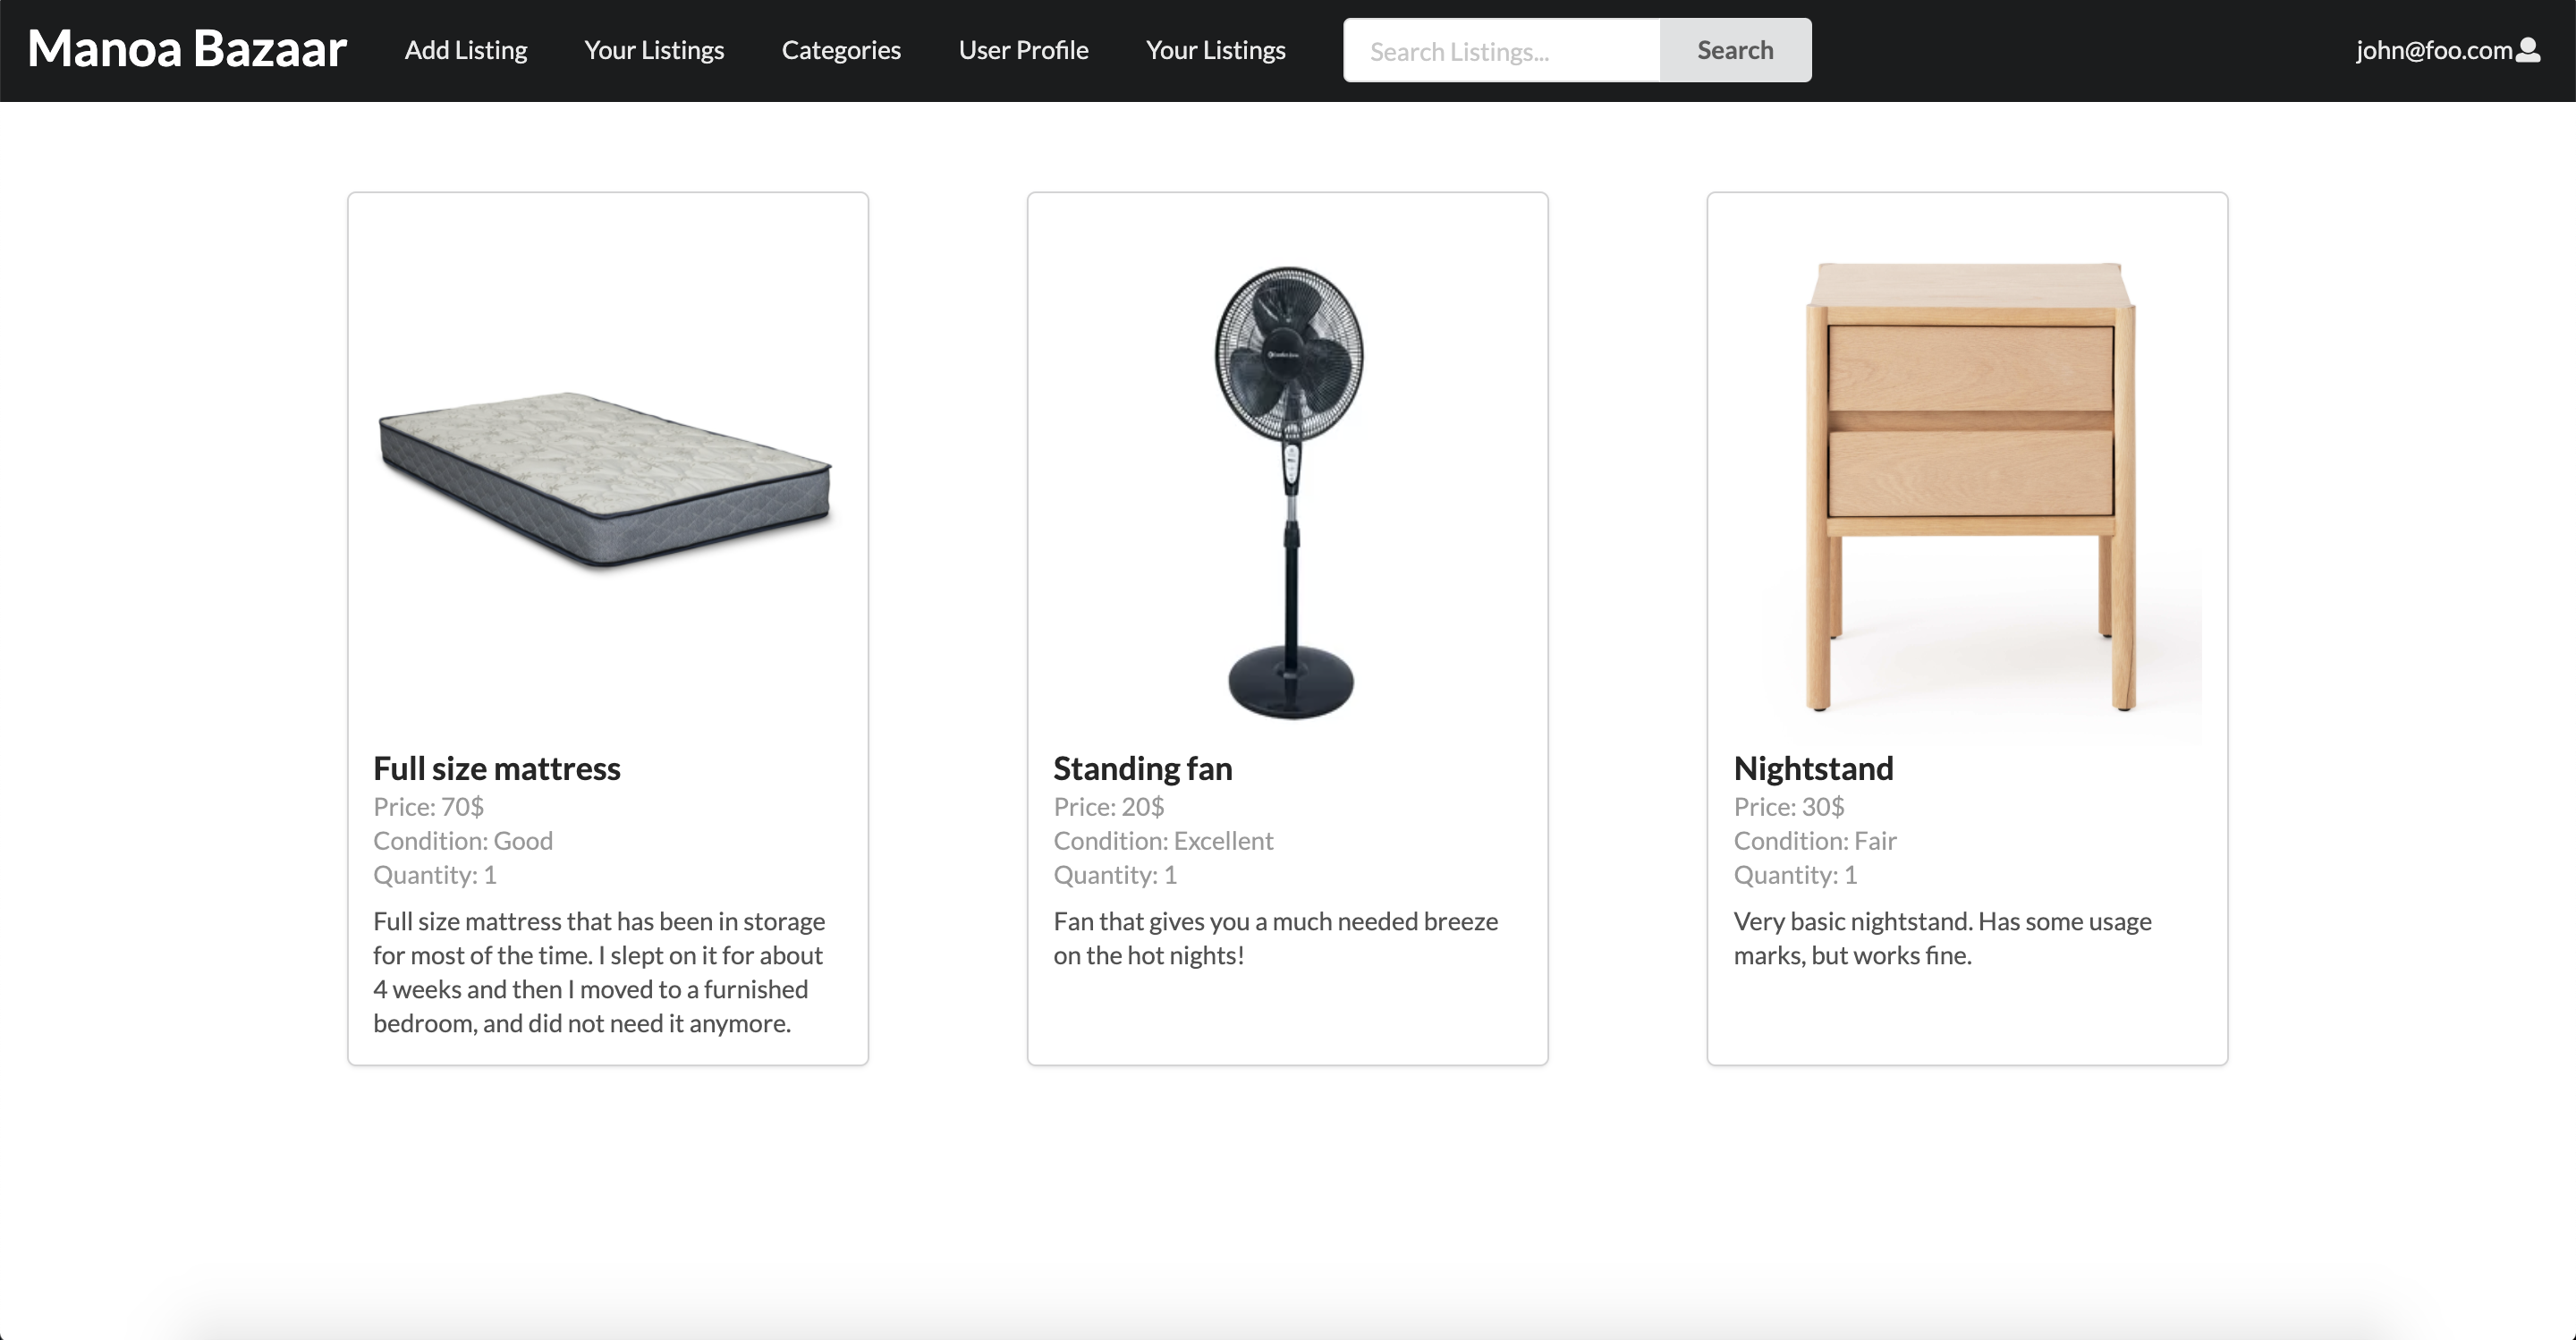 Manoa Bazaar
Add Listing
Your Listings
Categories
User Profile
Your Listings
Search Listings...
Search
john@foo.com
Full size mattress
Price: 70$
Condition: Good
Quantity: 1
Full size mattress that has been in storage
for most of the time. I slept on it for about
4 weeks and then I moved to a furnished
bedroom, and did not need it anymore.
Standing fan
Price: 20$
Condition: Excellent
Quantity: 1
Fan that gives you a much needed breeze
on the hot nights!
Nightstand
Price: 30$
Condition: Fair
Quantity: 1
Very basic nightstand. Has some usage
marks, but works fine.